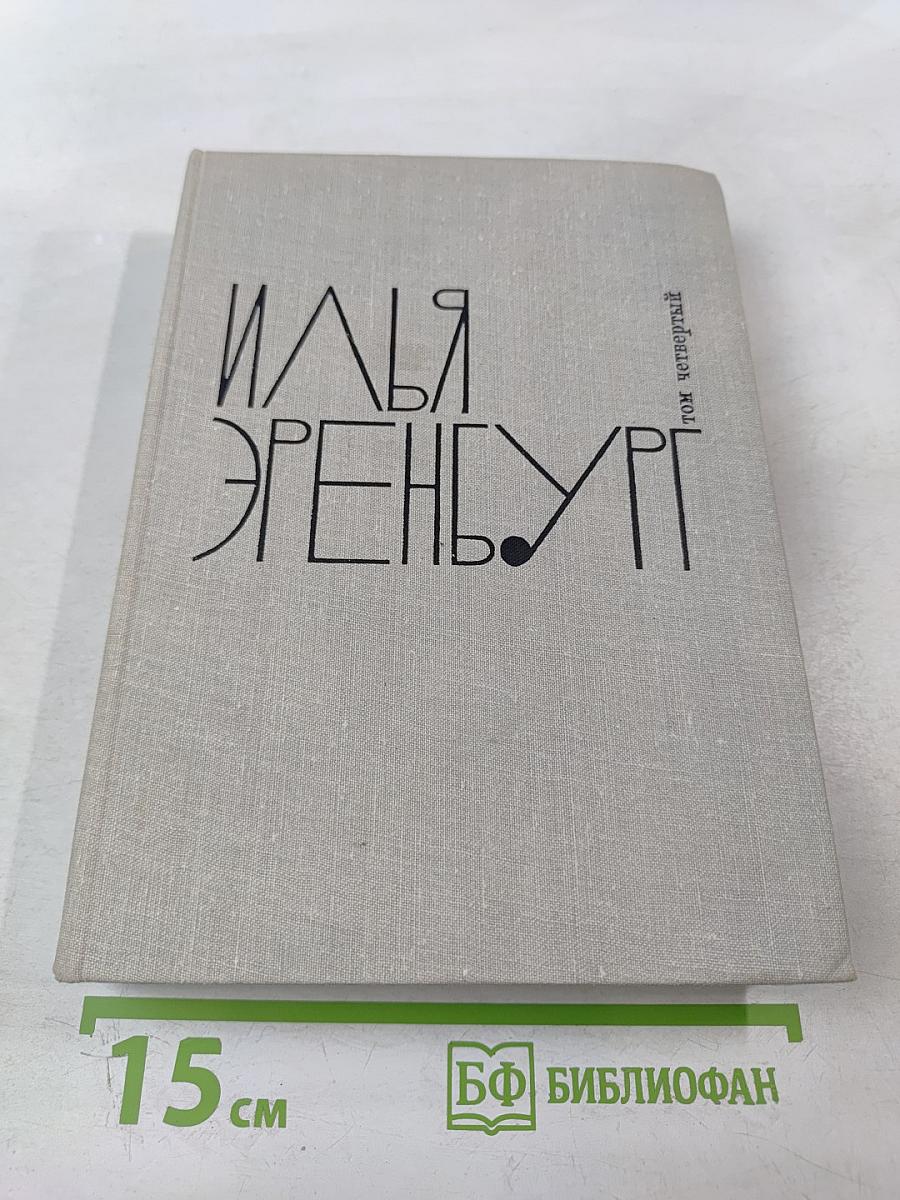 ИЛЬЯ
ЭРЕНБУРГ
том четвертый
15 см
БФ БИБЛИОФАН